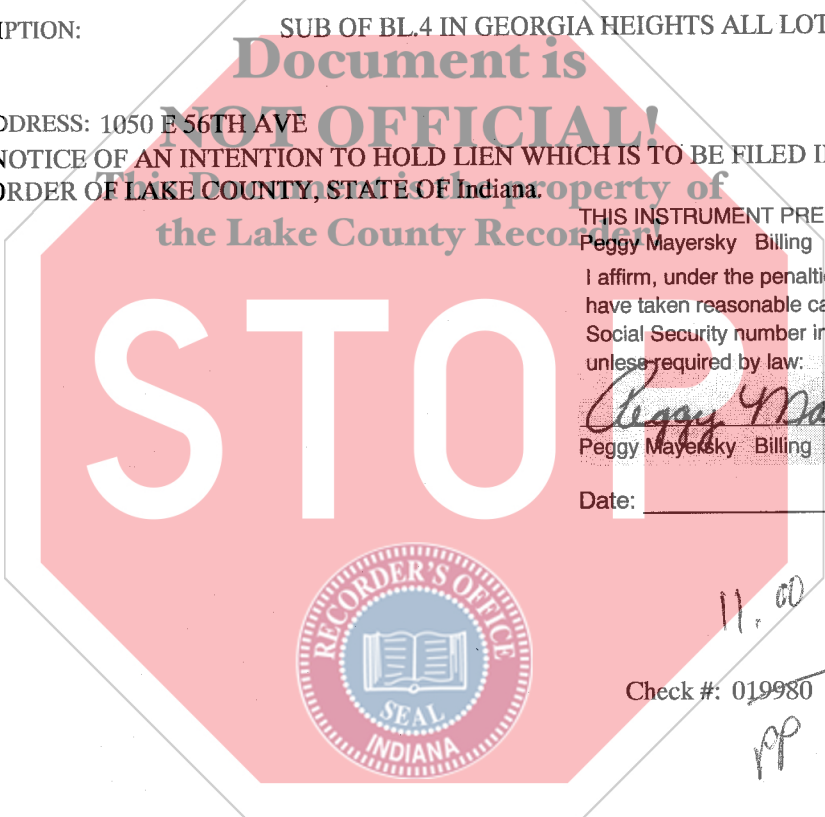 IPTION: SUB OF BL.4 IN GEORGIA HEIGHTS ALL LOT
Document is
DDRESS: 1050 E 56TH AVE
NOT OFFICIAL!
NOTICE OF AN INTENTION TO HOLD LIEN WHICH IS TO BE FILED I
ORDER OF LAKE COUNTY, STATE OF Indiana.
This Document is the property of
the Lake County Recorder!
THIS INSTRUMENT PRE
Peggy Mayersky Billing
I affirm, under the penalti
have taken reasonable ca
Social Security number in
unless required by law:
Peggy Ma
Peggy Mayersky Billing
STOP
Date:
11.00
RECORDER'S OFFICE
SEAL
INDIANA
Check #: 019980